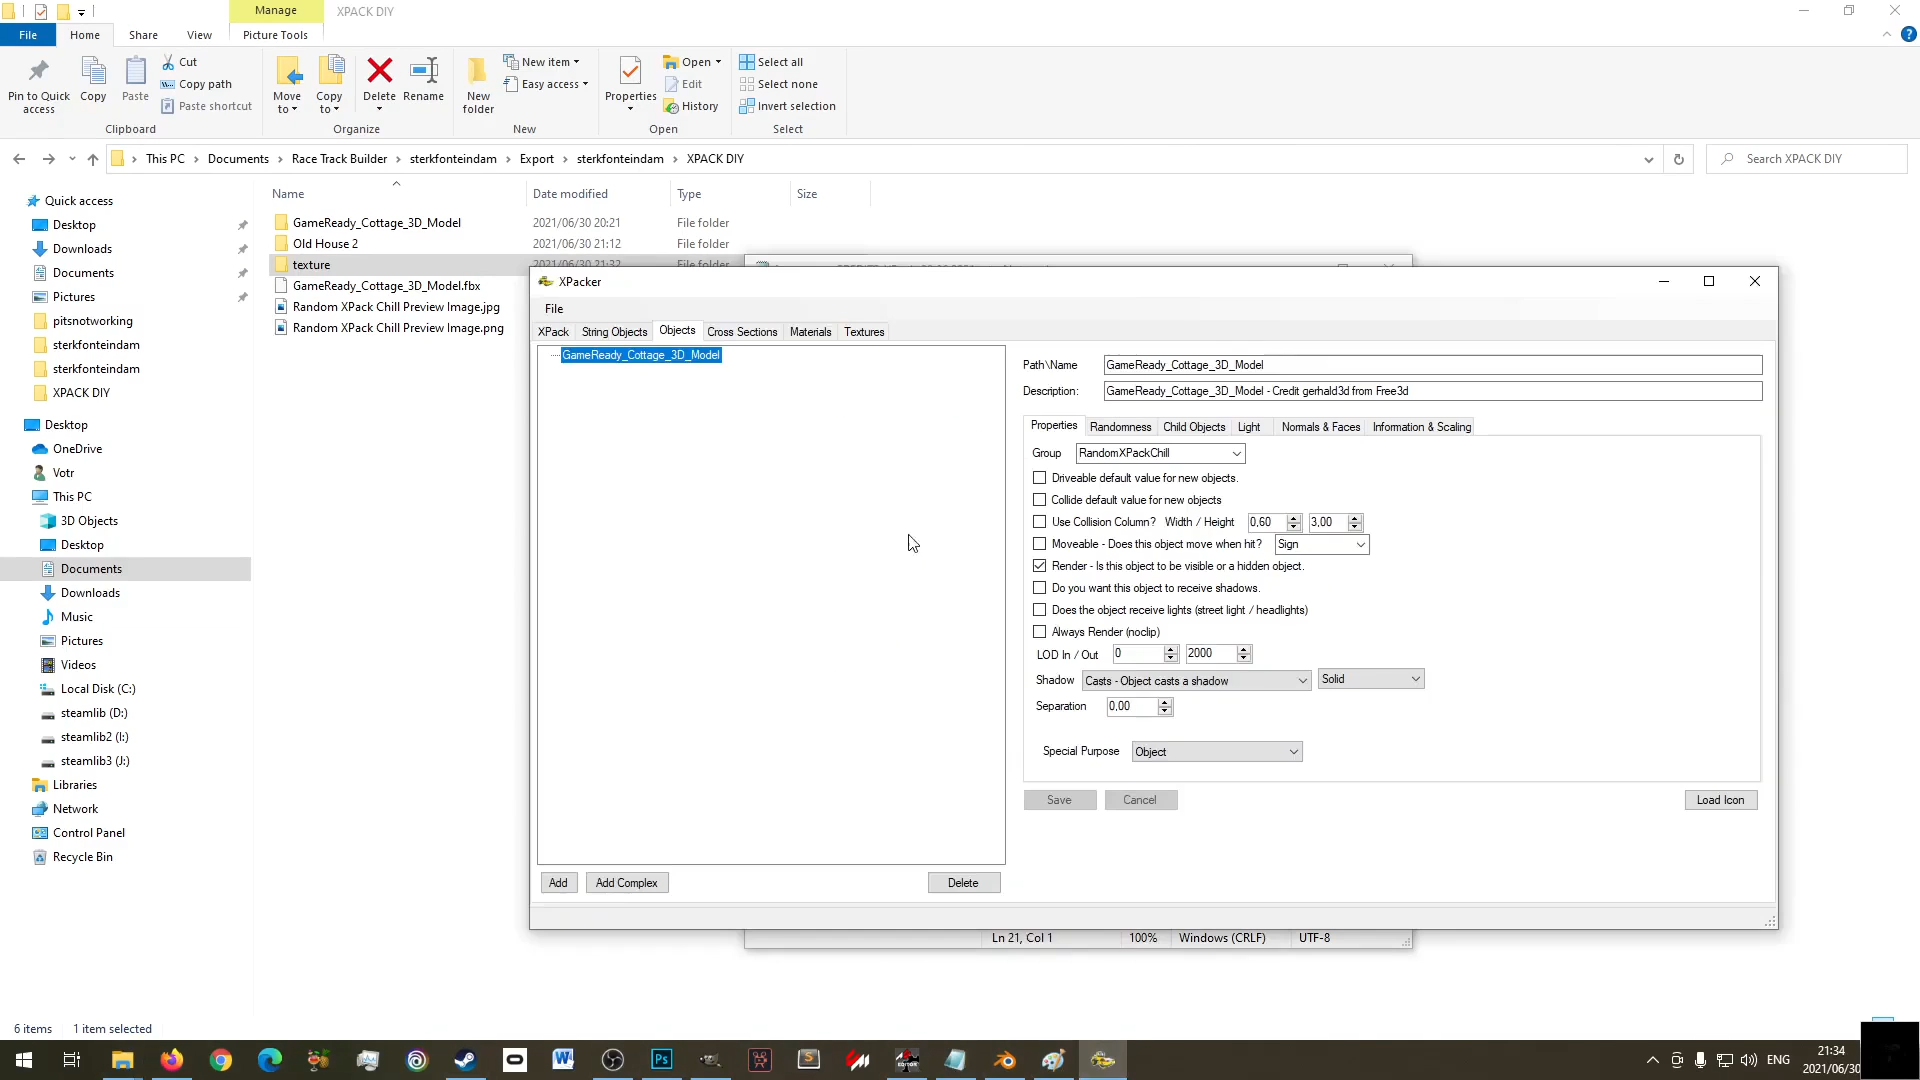 Manage
XPACK DIY
File
Home
Share
View
Picture Tools
Pin to Quick access
Copy
Paste
Cut
Copy path
Paste shortcut
Clipboard
Move to
Copy to
Delete
Rename
Organize
New folder
New item
Easy access
New
Properties
Open
Edit
History
Open
Select all
Select none
Invert selection
Select
This PC
Documents
Race Track Builder
sterkfonteindam
Export
sterkfonteindam
XPACK DIY
Search XPACK DIY
Quick access
Desktop
Downloads
Documents
Pictures
pitsnotworking
sterkfonteindam
sterkfonteindam
XPACK DIY
Desktop
OneDrive
Votr
This PC
3D Objects
Desktop
Documents
Downloads
Music
Pictures
Videos
Local Disk (C:)
steamlib (D:)
steamlib2 (I:)
steamlib3 (J:)
Libraries
Network
Control Panel
Recycle Bin
Name
Date modified
Type
Size
GameReady_Cottage_3D_Model
2021/06/30 20:21
File folder
Old House 2
2021/06/30 21:12
File folder
texture
2021/06/30 21:32
File folder
GameReady_Cottage_3D_Model.fbx
Random XPack Chill Preview Image.jpg
Random XPack Chill Preview Image.png
XPacker
File
XPack
String Objects
Objects
Cross Sections
Materials
Textures
GameReady_Cottage_3D_Model
Path\Name
GameReady_Cottage_3D_Model
Description:
GameReady_Cottage_3D_Model - Credit gerhald3d from Free3d
Properties
Randomness
Child Objects
Light
Normals & Faces
Information & Scaling
Group
RandomXPackChill
Driveable default value for new objects.
Collide default value for new objects
Use Collision Column?
Width / Height
0,60
3,00
Moveable - Does this object move when hit?
Sign
Render - Is this object to be visible or a hidden object.
Do you want this object to receive shadows.
Does the object receive lights (street light / headlights)
Always Render (noclip)
LOD In / Out
0
2000
Shadow
Casts - Object casts a shadow
Solid
Separation
0,00
Special Purpose
Object
Save
Cancel
Load Icon
Add
Add Complex
Delete
Ln 21, Col 1
100%
Windows (CRLF)
UTF-8
6 items
1 item selected
ENG
21:34
2021/06/30